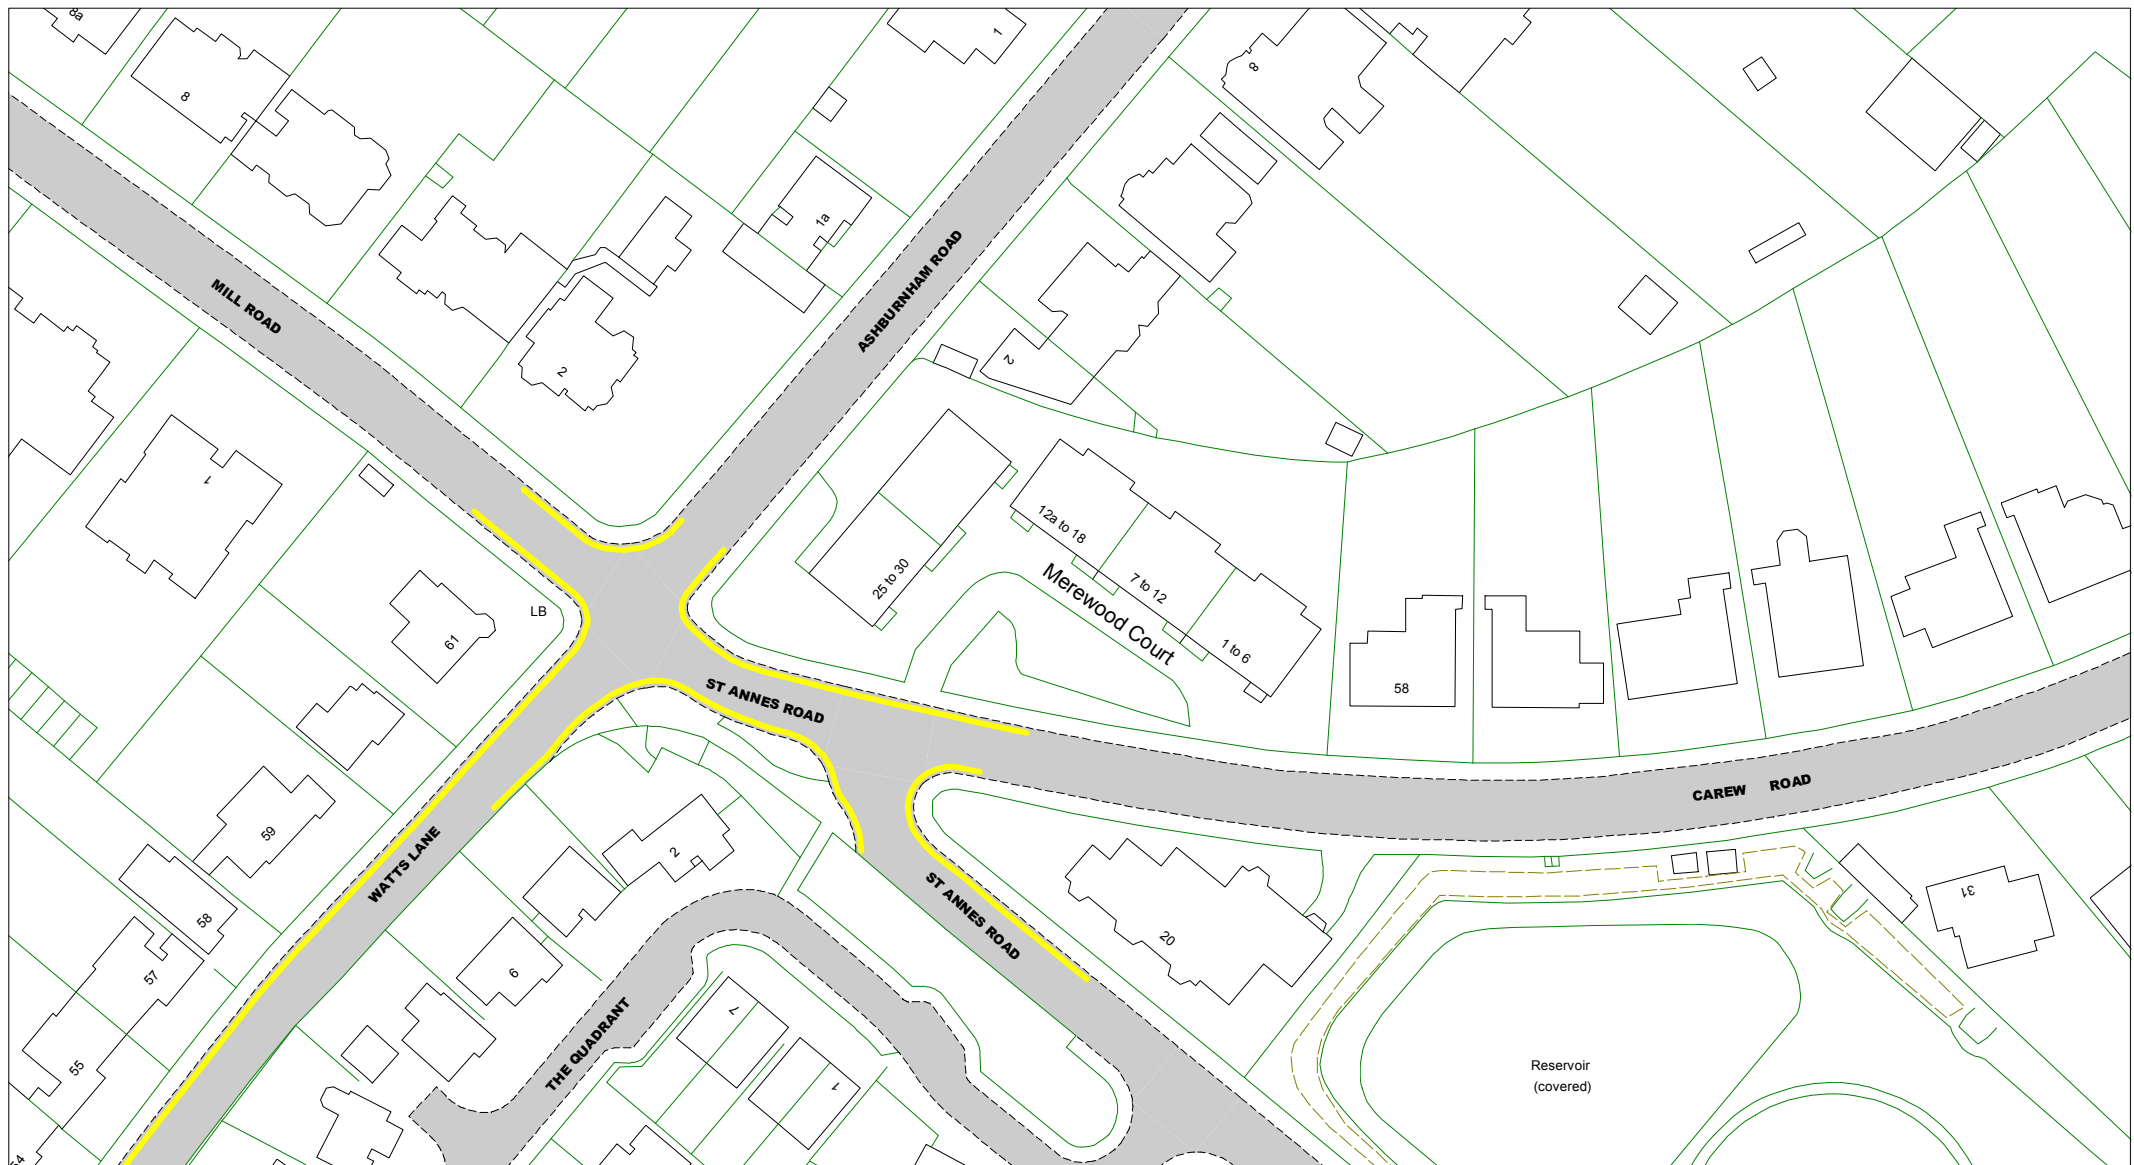 8a
8
1
8
1a
MILL ROAD
ASHBURNHAM ROAD
2
2
1
12a to 18
25 to 30
7 to 12
Merewood Court
1 to 6
LB
61
58
ST ANNES ROAD
CAREW ROAD
59
WATTS LANE
2
58
31
ST ANNES ROAD
20
57
6
7
THE QUADRANT
55
1
Reservoir
(covered)